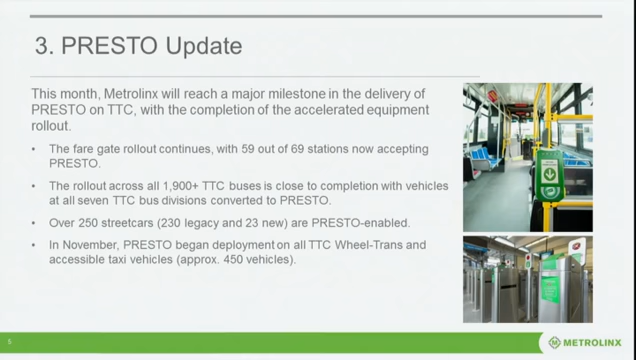 3. PRESTO Update
This month, Metrolinx will reach a major milestone in the delivery of
PRESTO on TTC, with the completion of the accelerated equipment
rollout.
• The fare gate rollout continues, with 59 out of 69 stations now accepting
PRESTO.
• The rollout across all 1,900+ TTC buses is close to completion with vehicles
at all seven TTC bus divisions converted to PRESTO.
• Over 250 streetcars (230 legacy and 23 new) are PRESTO-enabled.
• In November, PRESTO began deployment on all TTC Wheel-Trans and
accessible taxi vehicles (approx. 450 vehicles).
5
METROLINX